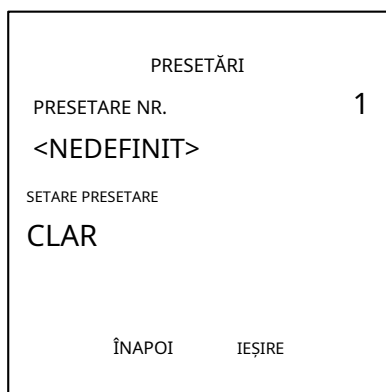 PRESETĂRI
PRESETARE NR. 1
<NEDEFINIT>
SETARE PRESETARE
CLAR
ÎNAPOI IEȘIRE